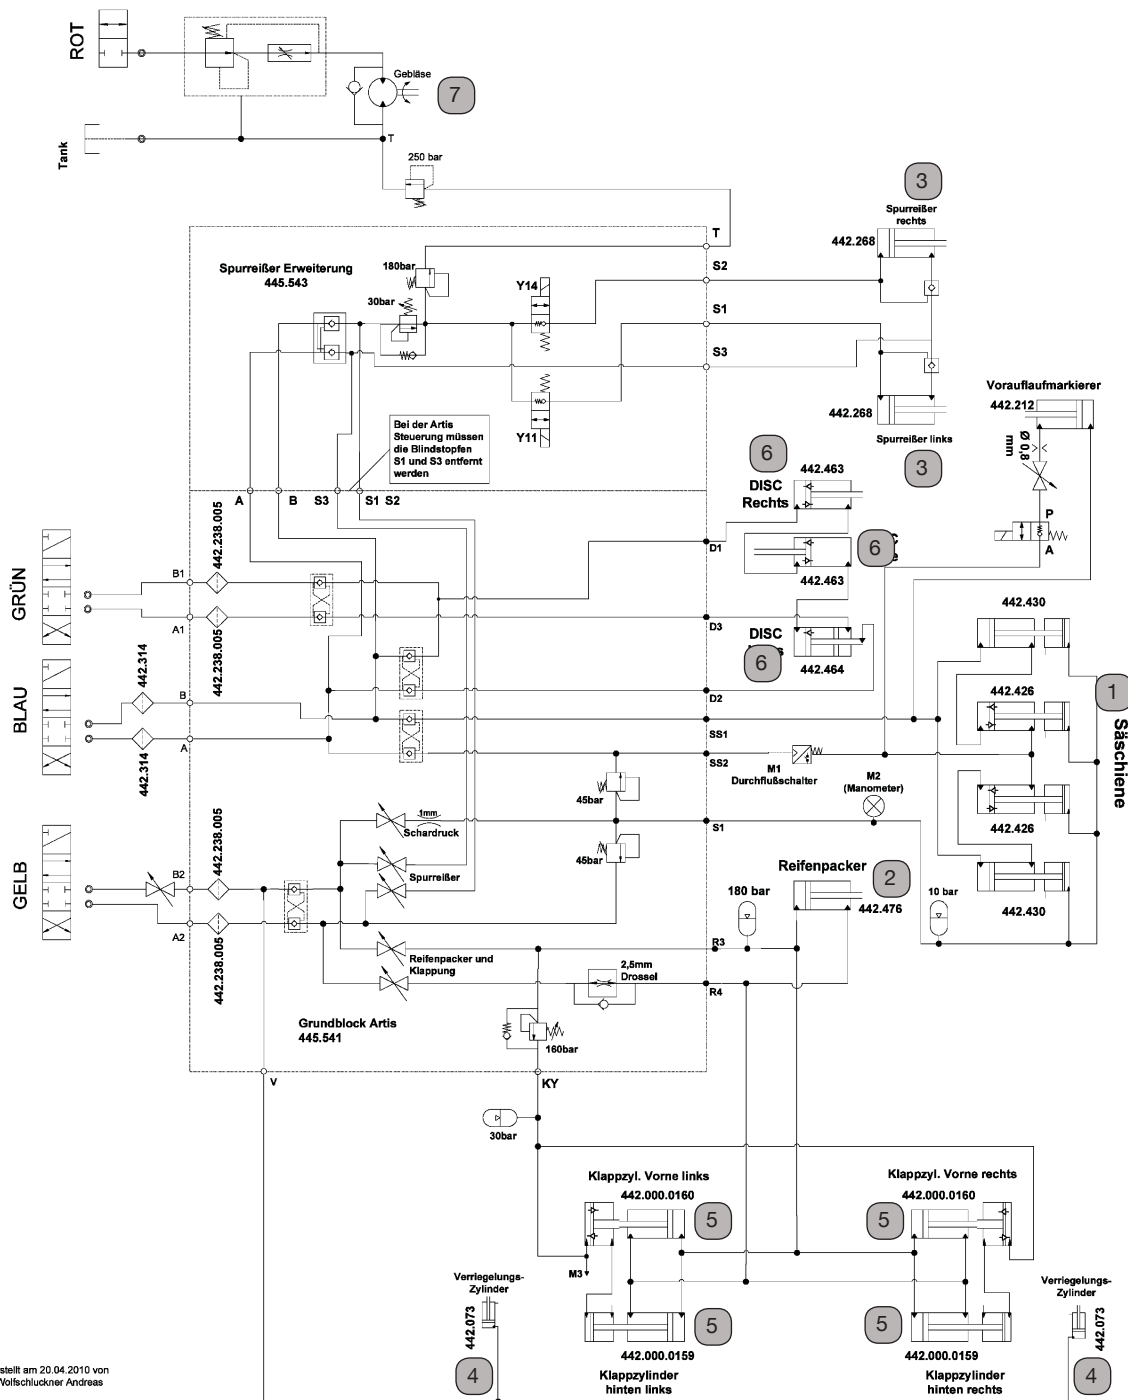 ROT
Gebläse
7
Tank
T
250 bar
3
Spurreißer
rechts
442.268
T
Spurreißer Erweiterung
445.543
180bar
S2
Y14
30bar
S1
S3
Vorauflaufmarkierer
442.212
442.268
Ø 0,8
mm
Bei der Artis
Steuerung müssen
die Blindstopfen
S1 und S3 entfernt
werden
Y11
Spurreißer links
3
6
442.463
DISC
Rechts
A
B
S3
S1 S2
P
A
442.238.005
D1
6
442.463
GRÜN
B1
A1
442.238.005
D3
DISC
6
442.464
442.430
442.314
BLAU
B
A
442.314
D2
442.426
1
Säschiene
SS1
SS2
M1
Durchflußschalter
M2
(Manometer)
45bar
1mm
Schardruck
S1
442.426
442.238.005
45bar
GELB
B2
Spurreißer
Reifenpacker
2
442.476
180 bar
10 bar
442.430
A2
442.238.005
R3
Reifenpacker und
Klappung
2,5mm
Drossel
R4
Grundblock Artis
445.541
160bar
V
KY
30bar
Klappzyl. Vorne links
442.000.0160
5
Klappzyl. Vorne rechts
442.000.0160
5
M3
Verriegelungs-
Zylinder
442.073
4
5
442.000.0159
Klappzylinder
hinten links
5
442.000.0159
Klappzylinder
hinten rechts
Verriegelungs-
Zylinder
442.073
4
stellt am 20.04.2010 von
Wolfschluckner Andreas